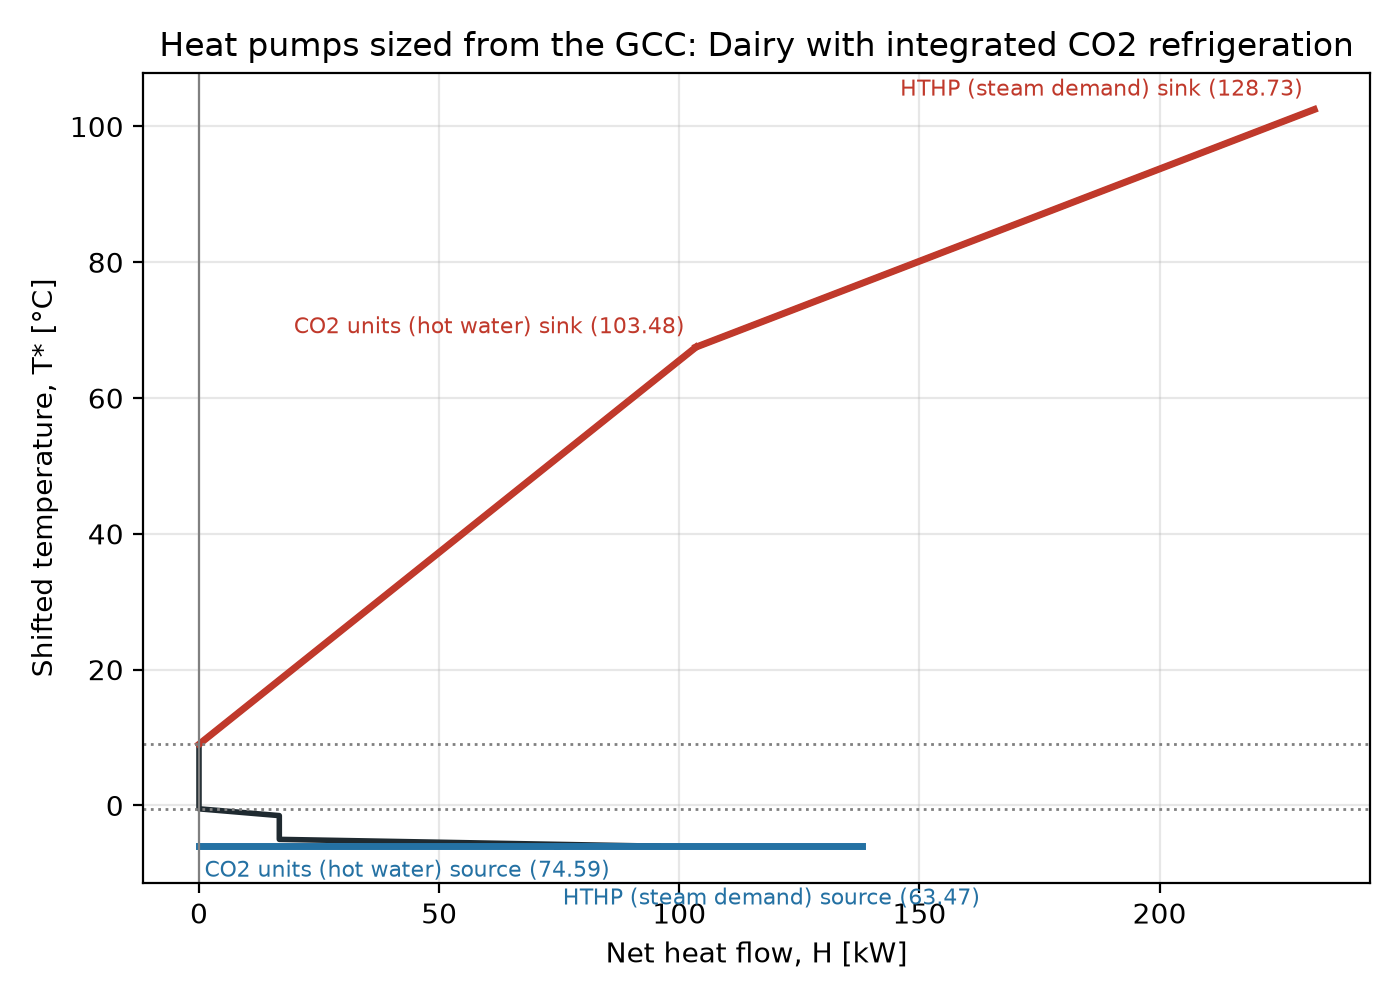 Heat pumps sized from the GCC: Dairy with integrated CO2 refrigeration
HTHP (steam demand) sink (128.73)
CO2 units (hot water) sink (103.48)
CO2 units (hot water) source (74.59)
HTHP (steam demand) source (63.47)
100
80
60
40
20
0
Shifted temperature, T* [°C]
0
50
100
150
200
Net heat flow, H [kW]